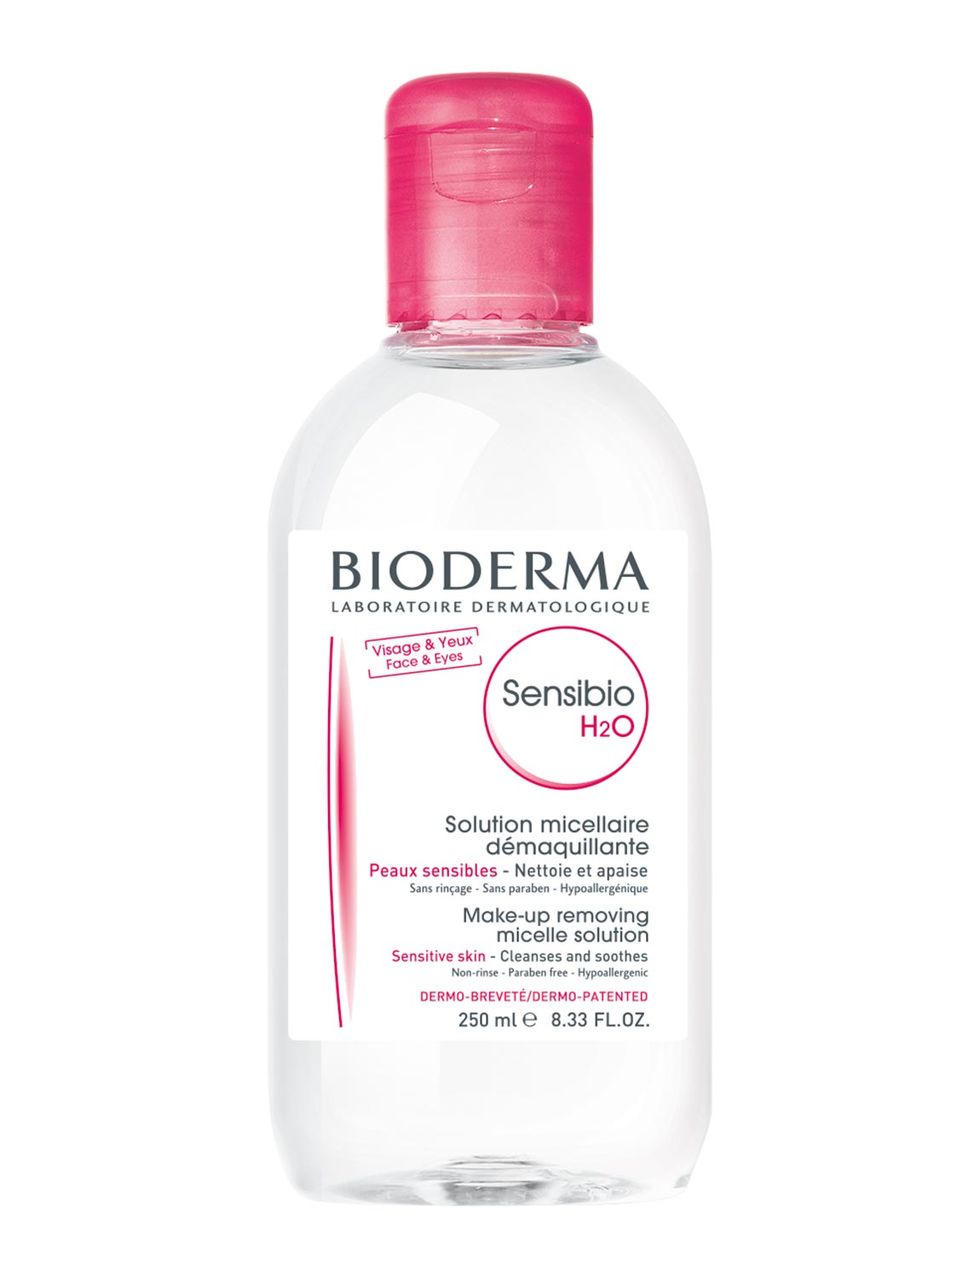 BIODERMA
LABORATOIRE DERMATOLOGIQUE
Visage & Yeux
Face & Eyes
Sensibio
H2O
Solution micellaire
démaquillante
Peaux sensibles - Nettoie et apaise
Sans rinçage - Sans paraben - Hypoallergénique
Make-up removing
micelle solution
Sensitive skin - Cleanses and soothes
Non-rinse - Paraben free - Hypoallergenic
DERMO-BREVETÉ/DERMO-PATENTED
250 ml ℮ 8.33 FL.OZ.